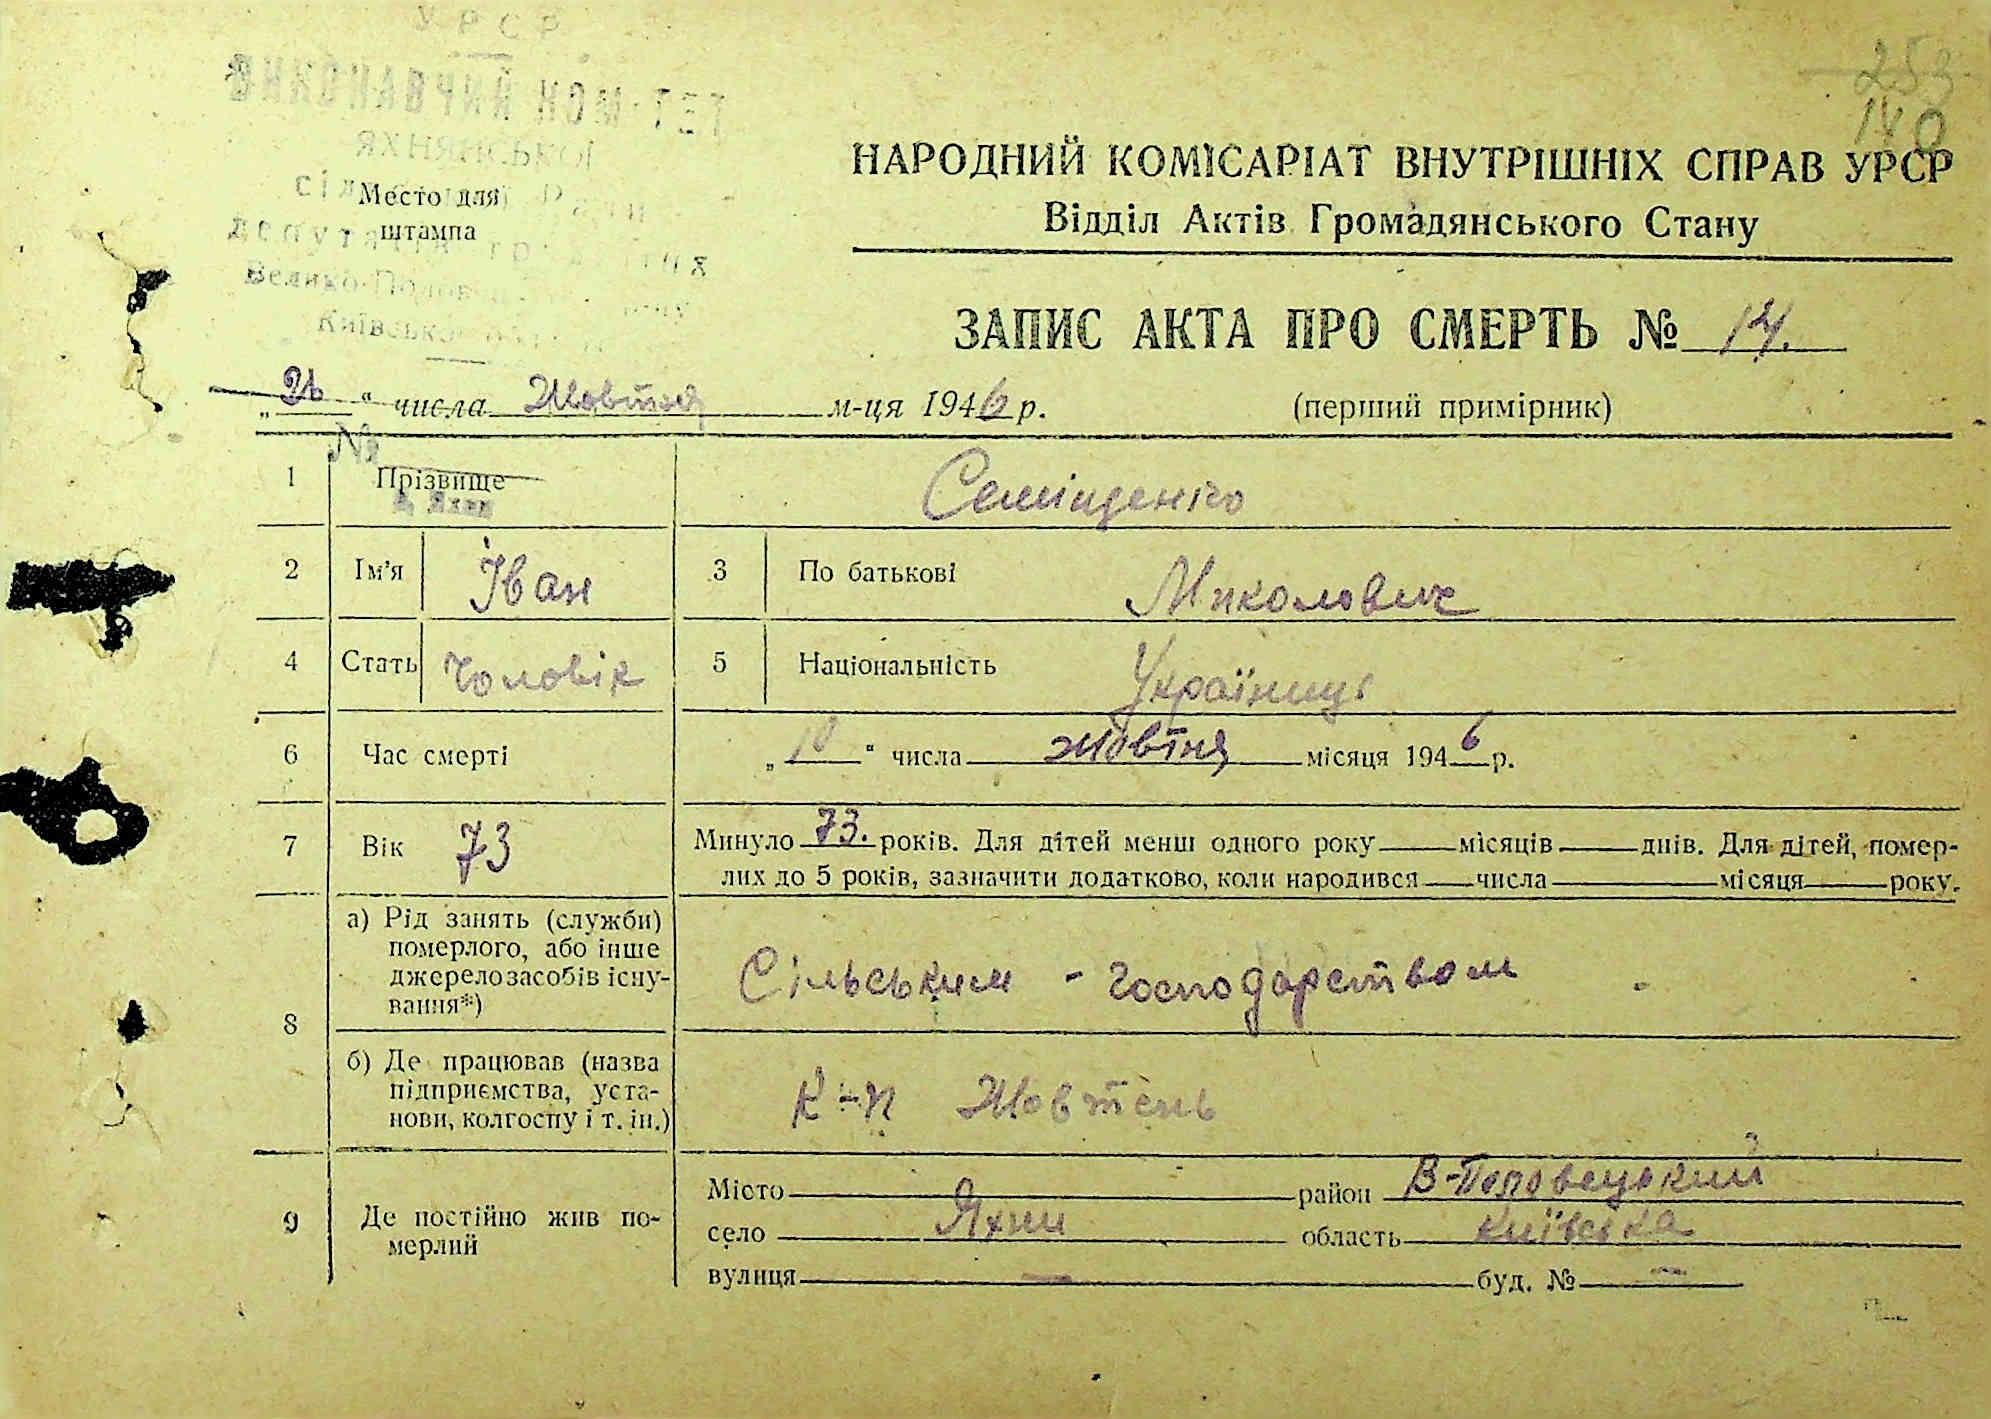 УРСР
ВИКОНАВЧИЙ КОМ-ТЕТ
ЯХНЯНСЬКОЇ
Место для
штампа
253
140
НАРОДНИЙ КОМІСАРІАТ ВНУТРІШНІХ СПРАВ УРСР
Відділ Актів Громадянського Стану
ЗАПИС АКТА ПРО СМЕРТЬ № 14.
„26“ числа Жовтня м-ця 1946 р. (перший примірник)
№
1 Прізвище Семіщенко
2 Ім'я Іван 3 По батькові Миколович
4 Стать Чоловік 5 Національність Українець
6 Час смерті „10“ числа жовтня місяця 1946 р.
7 Вік 73 Минуло 73. років. Для дітей менш одного року місяців днів. Для дітей, помер-
лих до 5 років, зазначити додатково, коли народився числа місяця року.
8 а) Рід занять (служби)
померлого, або інше
джерело засобів існу-
вання*)
Сільським - господарством
б) Де працював (назва
підприємства, уста-
нови, колгоспу і т. ін.)
К-п Жовтень
9 Де постійно жив по-
мерлий
Місто район В-Половецький
село Яхни область Київська
вулиця — буд. № —